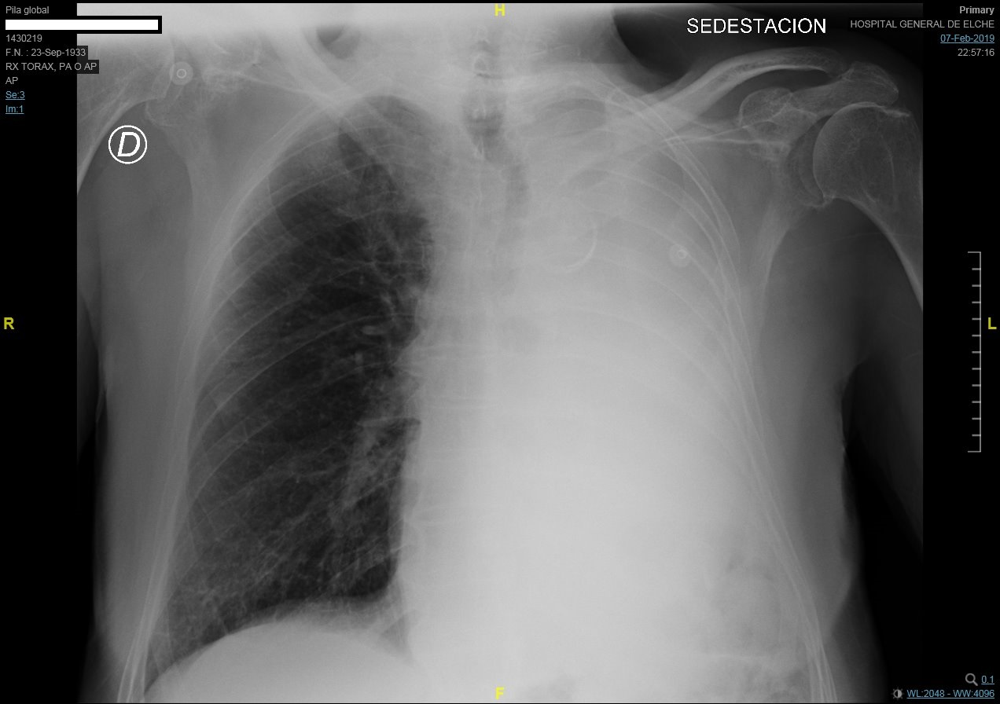 Pila global
1430219
F.N. : 23-Sep-1933
RX TORAX, PA O AP
AP
Se:3
Im:1
H
SEDESTACION
Primary
HOSPITAL GENERAL DE ELCHE
07-Feb-2019
22:57:16
D
R
L
F
0.1
WL:2048 - WW:4096